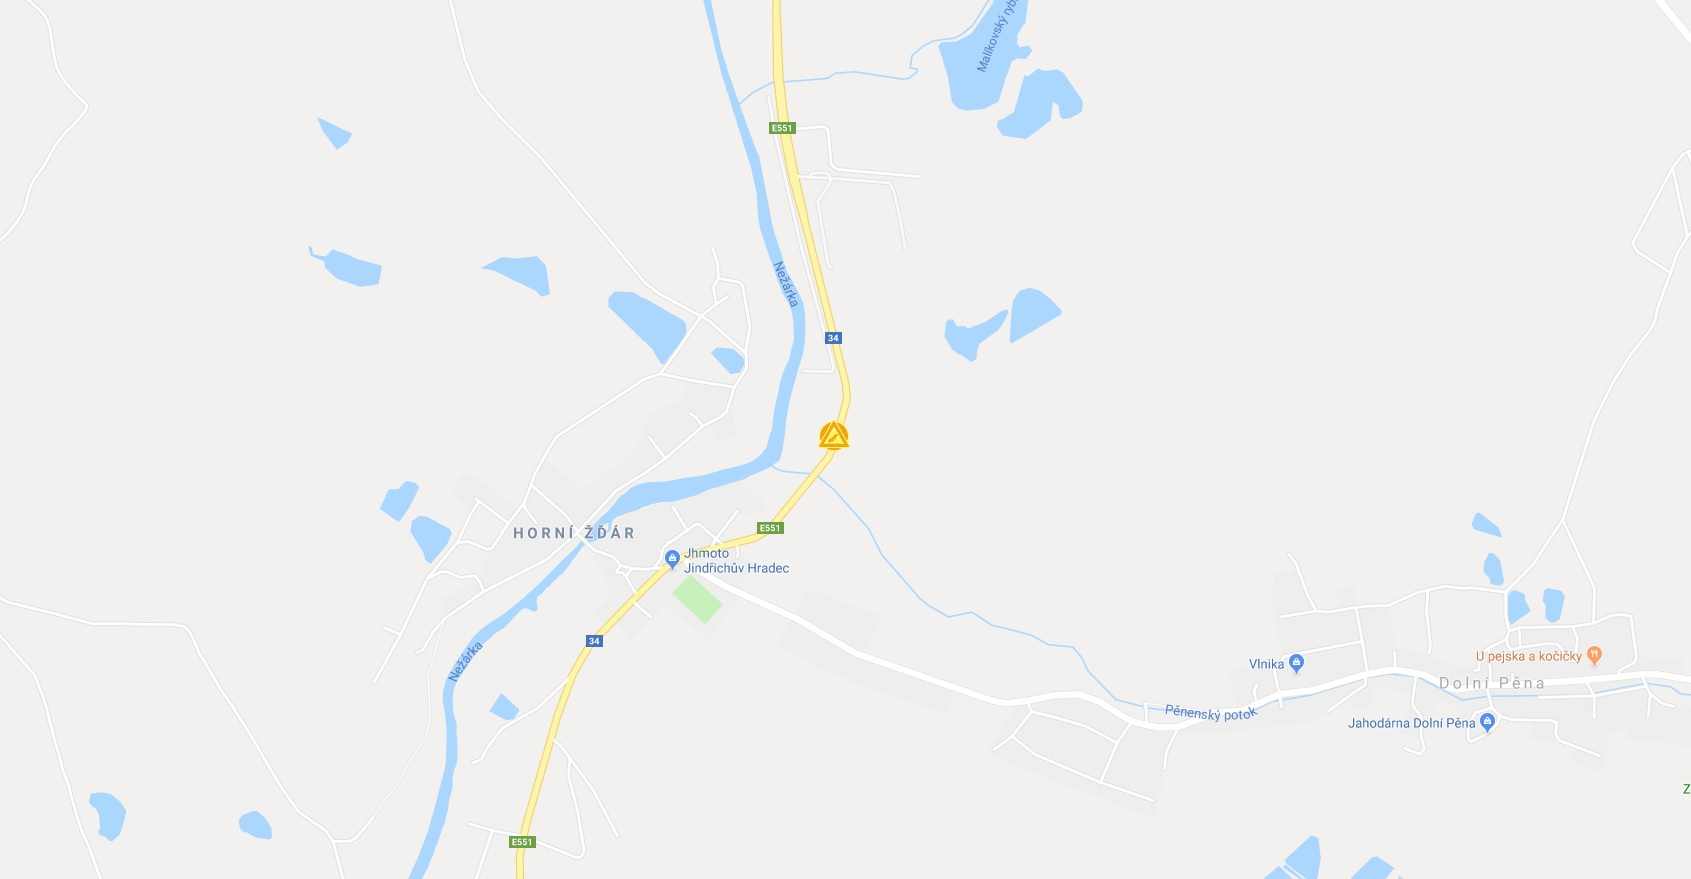 Malíkovský ryb
E551
Nežárka
34
HORNÍ ŽĎÁR
E551
Jhmoto
Jindřichův Hradec
34
Nežárka
Vlnika
U pejska a kočičky
Dolní Pěna
Pěnenský potok
Jahodárna Dolní Pěna
Z
E551